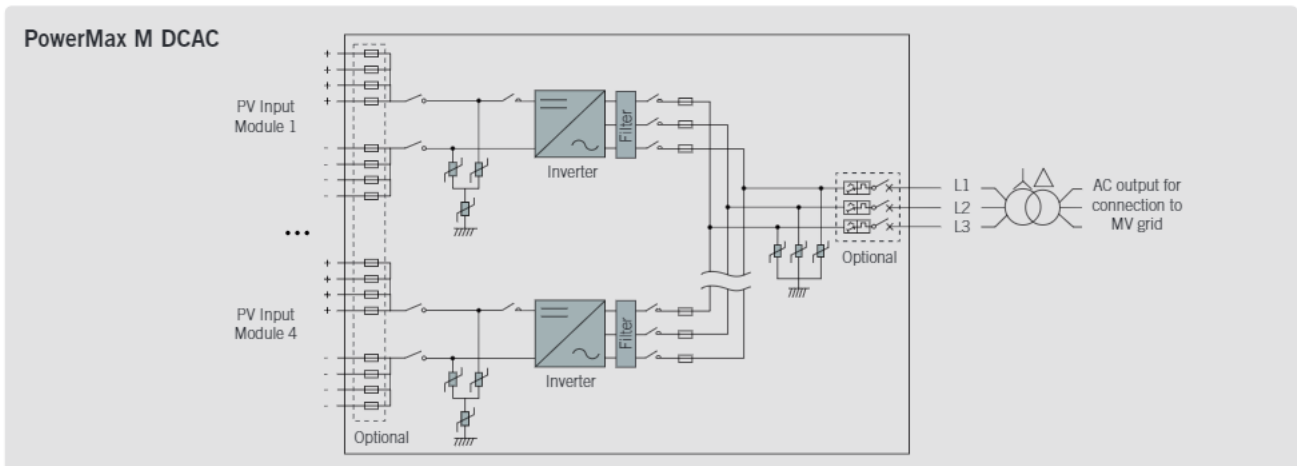 PowerMax M DCAC
+
+
+
+
PV Input
Module 1
-
-
-
-
Inverter
Filter
...
L1
L2
L3
AC output for
connection to
MV grid
Optional
+
+
+
+
PV Input
Module 4
-
-
-
-
Inverter
Filter
Optional